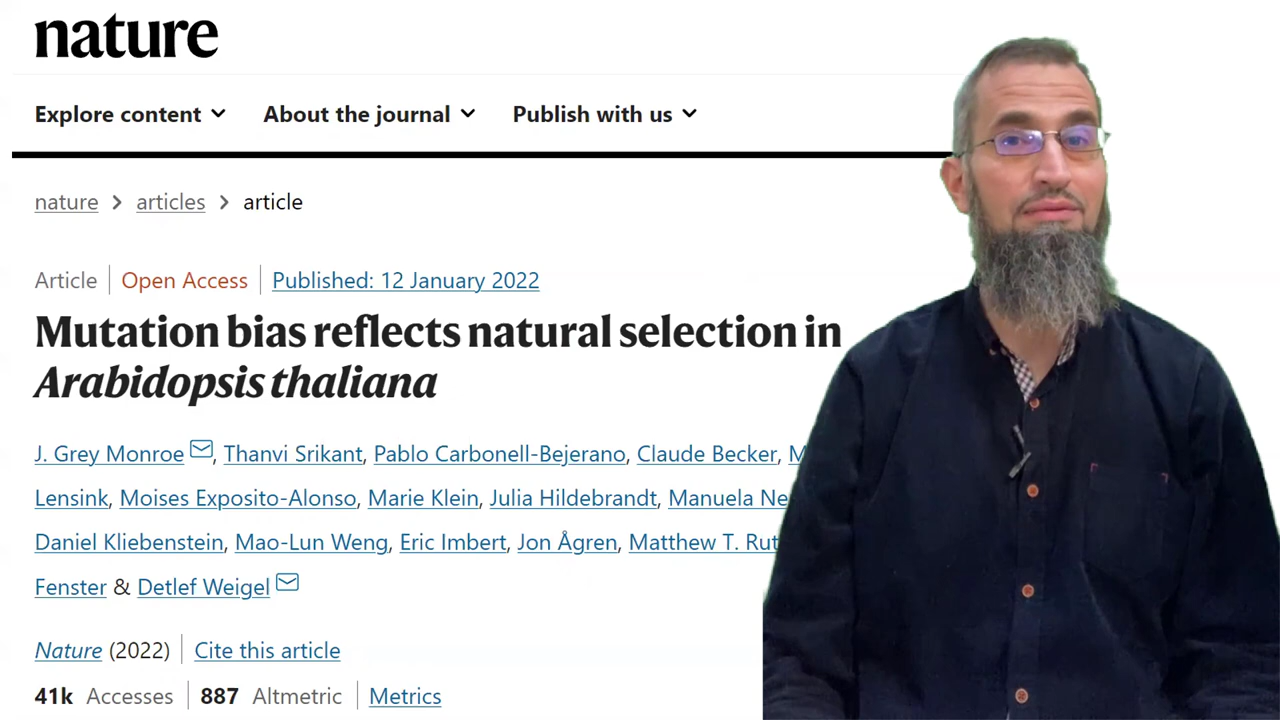 nature
Explore content About the journal Publish with us
nature > articles > article
Article | Open Access | Published: 12 January 2022
Mutation bias reflects natural selection in
Arabidopsis thaliana
J. Grey Monroe, Thanvi Srikant, Pablo Carbonell-Bejerano, Claude Becker,
Lensink, Moises Exposito-Alonso, Marie Klein, Julia Hildebrandt, Manuela
Daniel Kliebenstein, Mao-Lun Weng, Eric Imbert, Jon Ågren, Matthew T.
Fenster & Detlef Weigel
Nature (2022) | Cite this article
41k Accesses | 887 Altmetric | Metrics